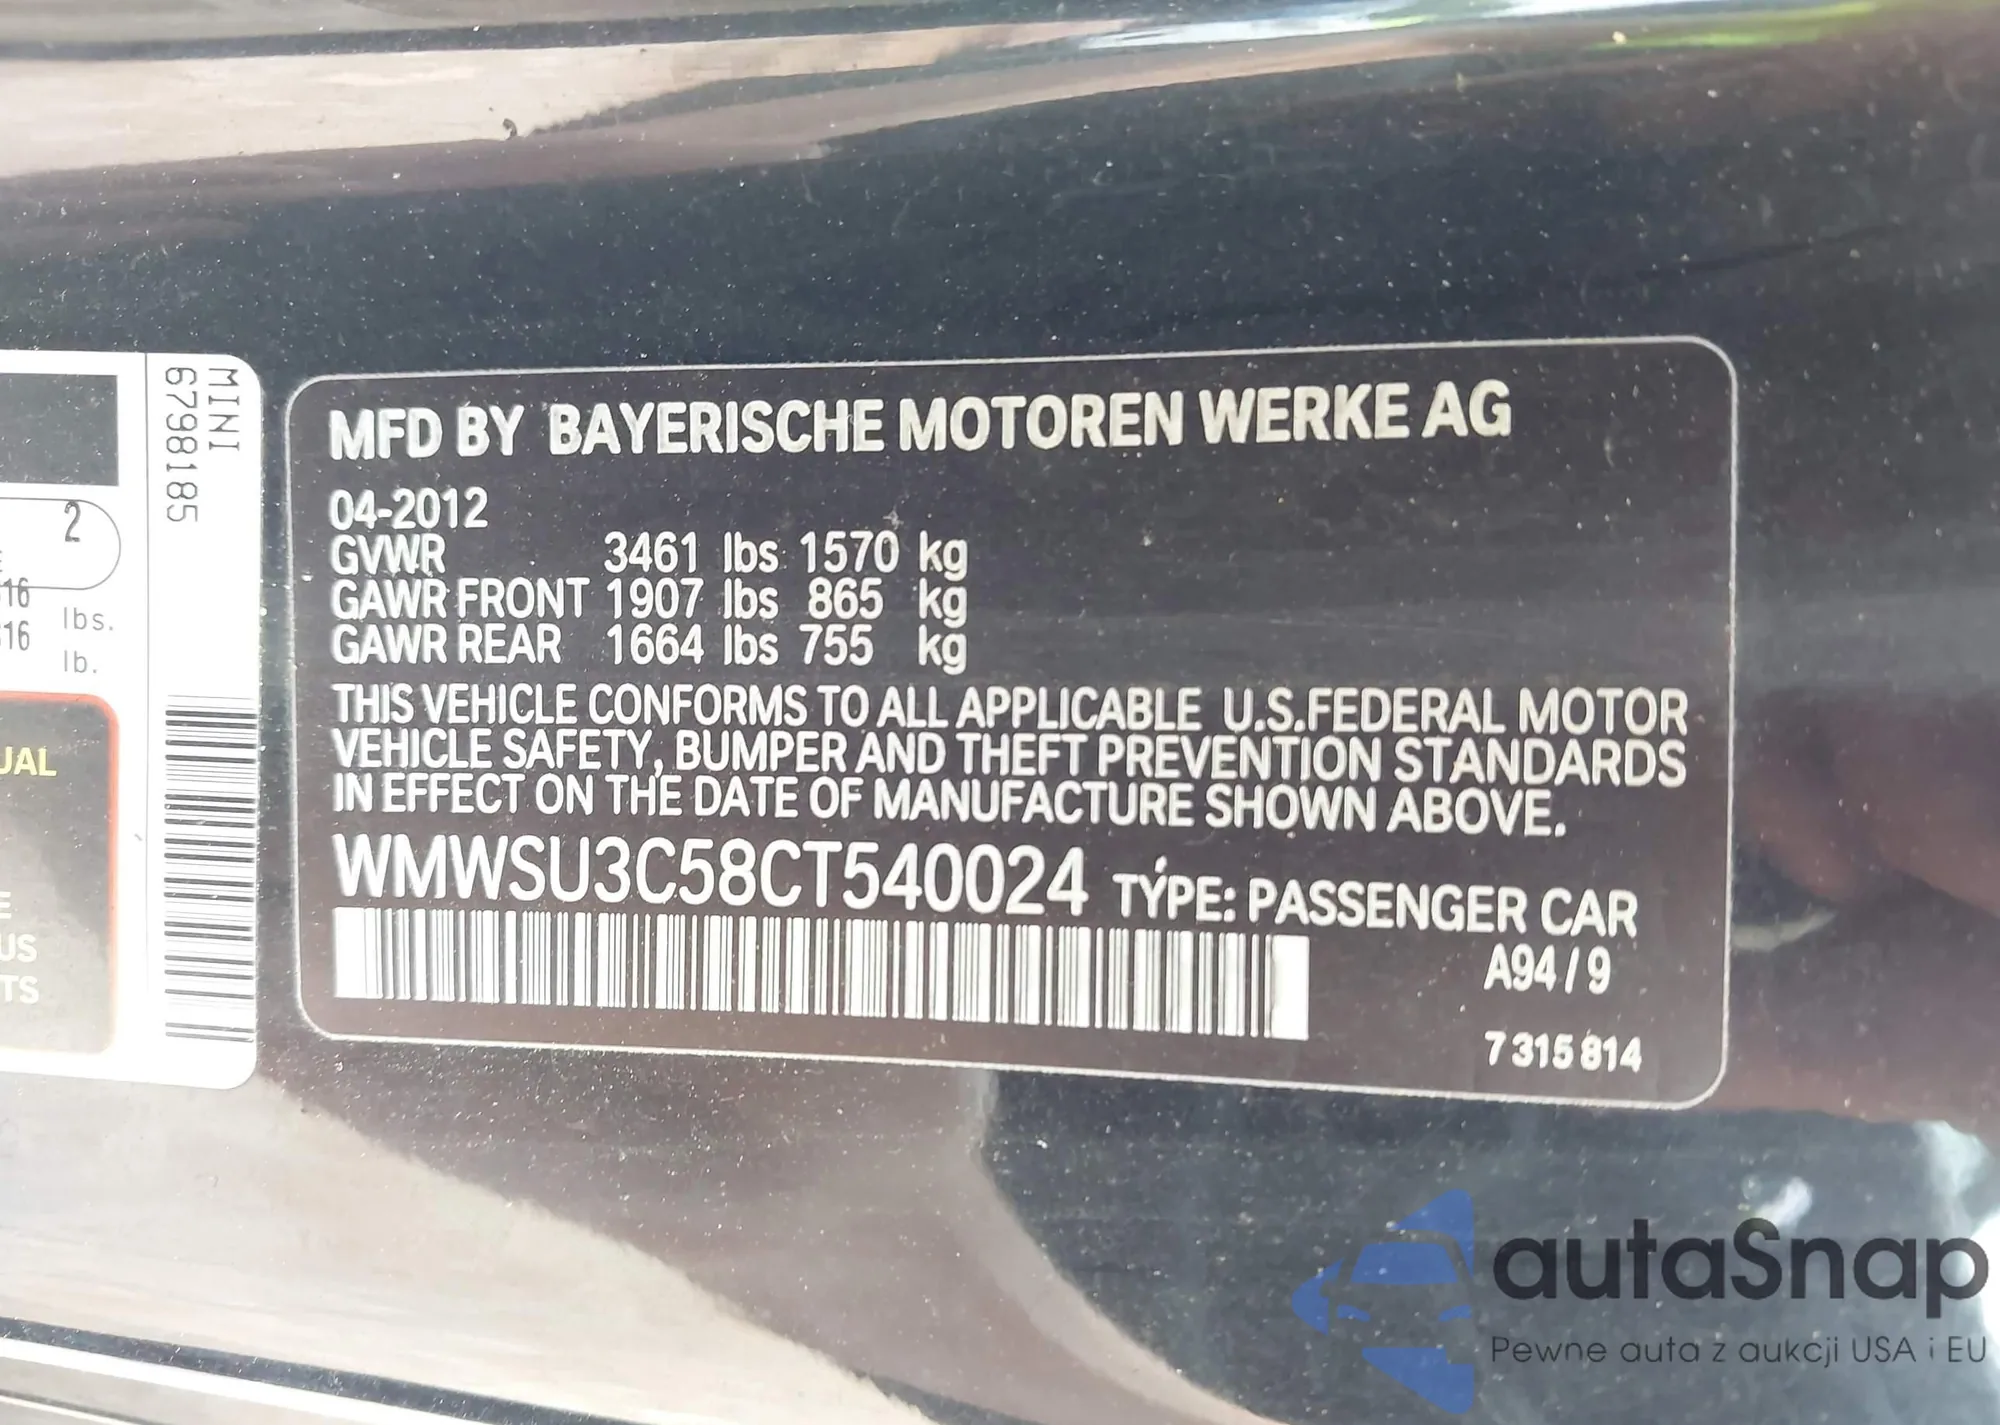 MINI
6798185
2
16
16
lbs.
lb.
UAL
US
TS
MFD BY BAYERISCHE MOTOREN WERKE AG
04-2012
GVWR 3461 lbs 1570 kg
GAWR FRONT 1907 lbs 865 kg
GAWR REAR 1664 lbs 755 kg
THIS VEHICLE CONFORMS TO ALL APPLICABLE U.S.FEDERAL MOTOR
VEHICLE SAFETY, BUMPER AND THEFT PREVENTION STANDARDS
IN EFFECT ON THE DATE OF MANUFACTURE SHOWN ABOVE.
WMWSU3C58CT540024 TYPE: PASSENGER CAR
A94/9
7 315 814
autaSnap
Pewne auta z aukcji USA i EU